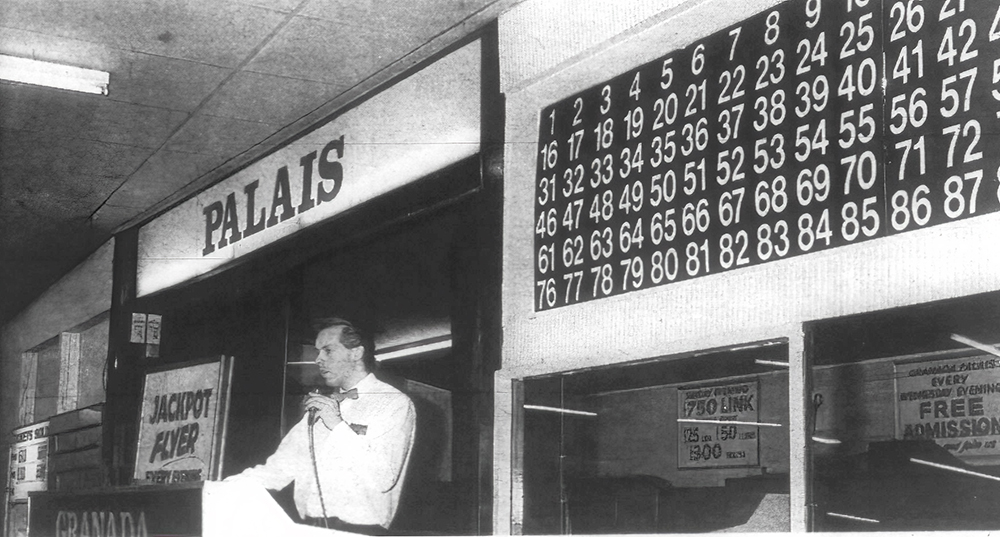 PALAIS
1 2 3 4 5 6 7 8 9
16 17 18 19 20 21 22 23 24 25 26
31 32 33 34 35 36 37 38 39 40 41 42
46 47 48 49 50 51 52 53 54 55 56 57
61 62 63 64 65 66 67 68 69 70 71 72
76 77 78 79 80 81 82 83 84 85 86 87
JACKPOT
FLYER
EVERY EVENING
GRANADA
EVENING
LINK
EVERY
WEDNESDAY EVENING
FREE
ADMISSION